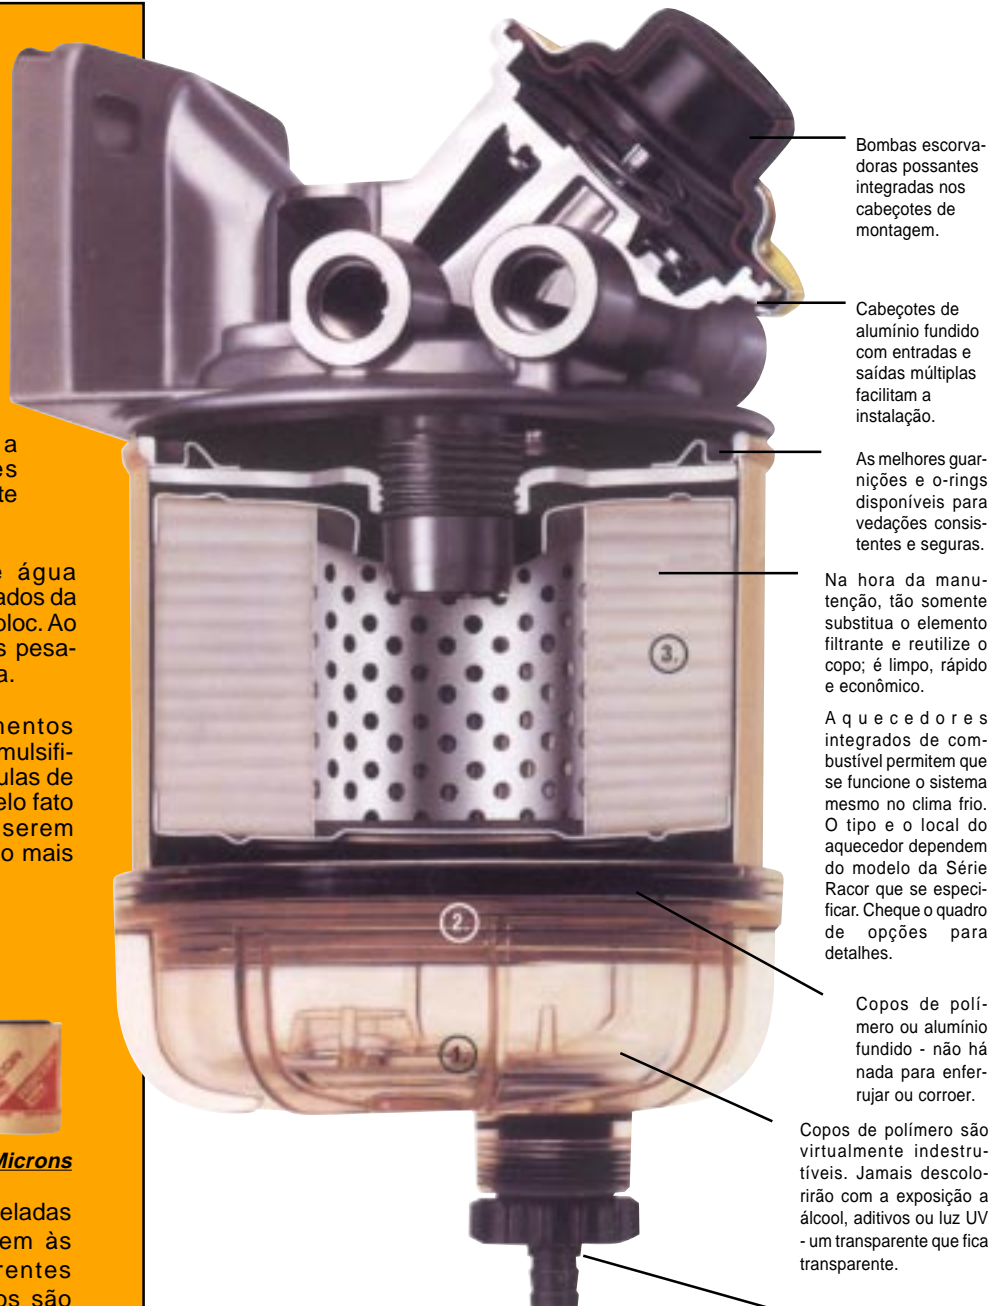 a
es
te
e água
ados da
oloc. Ao
s pesa-
a.
mentos
mulsifi-
ulas de
elo fato
serem
o mais
Microns
eladas
em às
rentes
os são
Bombas escorva-
doras possantes
integradas nos
cabeçotes de
montagem.
Cabeçotes de
alumínio fundido
com entradas e
saídas múltiplas
facilitam a
instalação.
As melhores guar-
nições e o-rings
disponíveis para
vedações consis-
tentes e seguras.
Na hora da manu-
tenção, tão somente
substitua o elemento
filtrante e reutilize o
copo; é limpo, rápido
e econômico.
Aquecedores
integrados de com-
bustível permitem que
se funcione o sistema
mesmo no clima frio.
O tipo e o local do
aquecedor dependem
do modelo da Série
Racor que se especi-
ficar. Cheque o quadro
de opções para
detalhes.
Copos de polí-
mero ou alumínio
fundido - não há
nada para enfer-
rujar ou corroer.
Copos de polímero são
virtualmente indestru-
tíveis. Jamais descolo-
rirão com a exposição a
álcool, aditivos ou luz UV
- um transparente que fica
transparente.
3.
2.
1.